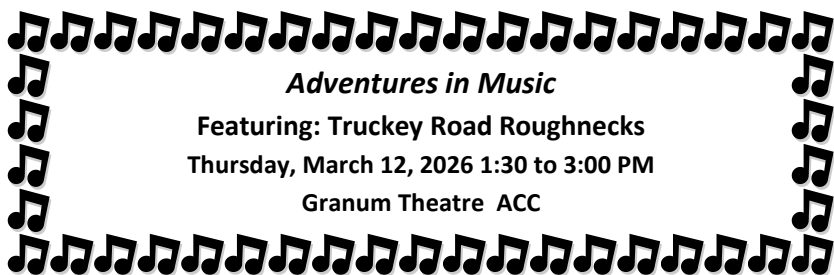 Adventures in Music
Featuring: Truckey Road Roughnecks
Thursday, March 12, 2026 1:30 to 3:00 PM
Granum Theatre ACC